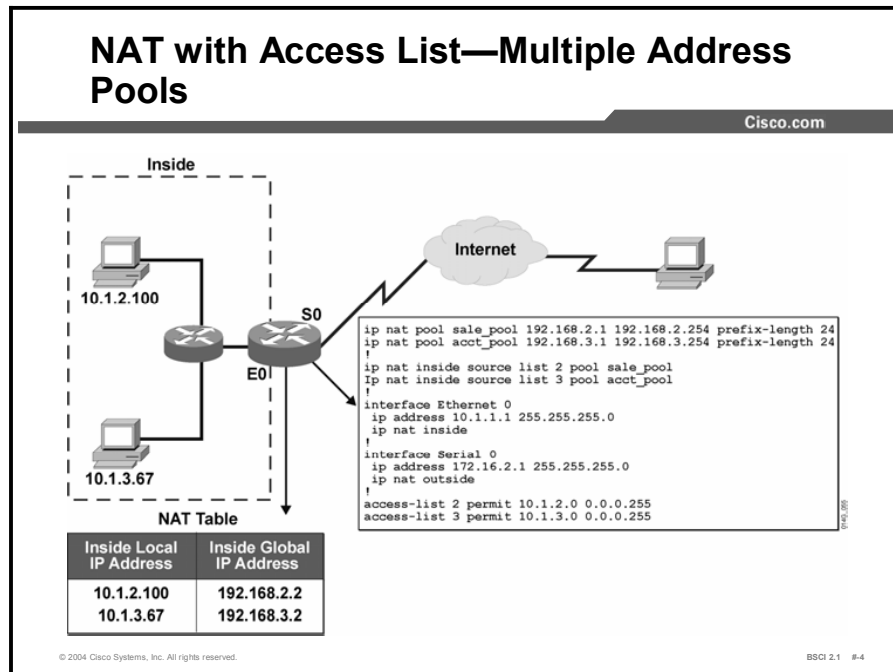 NAT with Access List—Multiple Address
Pools
Cisco.com
Inside
10.1.2.100
Internet
S0
E0
10.1.3.67
ip nat pool sale_pool 192.168.2.1 192.168.2.254 prefix-length 24
ip nat pool acct_pool 192.168.3.1 192.168.3.254 prefix-length 24
!
ip nat inside source list 2 pool sale_pool
Ip nat inside source list 3 pool acct_pool
!
interface Ethernet 0
ip address 10.1.1.1 255.255.255.0
ip nat inside
!
interface Serial 0
ip address 172.16.2.1 255.255.255.0
ip nat outside
!
access-list 2 permit 10.1.2.0 0.0.0.255
access-list 3 permit 10.1.3.0 0.0.0.255
NAT Table
Inside Local Inside Global
IP Address IP Address
10.1.2.100 192.168.2.2
10.1.3.67 192.168.3.2
© 2004 Cisco Systems, Inc. All rights reserved.
BSCI 2.1 #-4